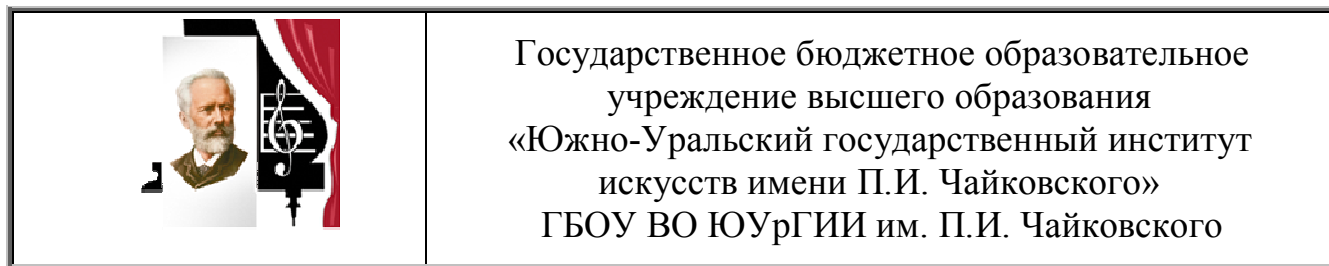 Государственное бюджетное образовательное
учреждение высшего образования
«Южно-Уральский государственный институт
искусств имени П.И. Чайковского»
ГБОУ ВО ЮУрГИИ им. П.И. Чайковского